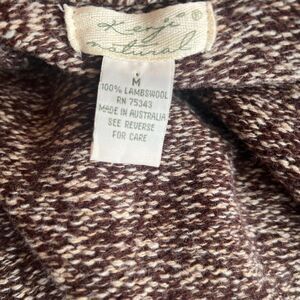 natural
®
M
100% LAMBSWOOL
RN 75343
MADE IN AUSTRALIA
SEE REVERSE
FOR CARE